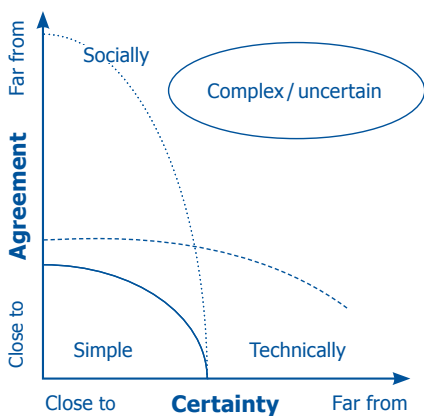 Far from
Agreement
Close to
Socially
Complex / uncertain
Simple
Technically
Close to
Certainty
Far from